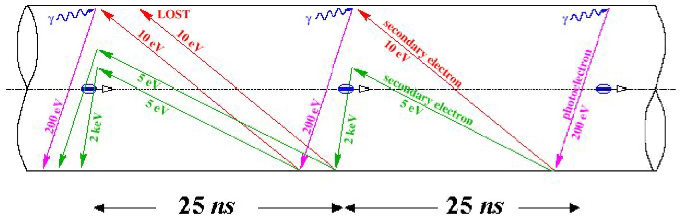 γ
LOST
10 eV
10 eV
5 eV
5 eV
200 eV
2 keV
γ
secondary electron
10 eV
secondary electron
5 eV
200 eV
2 keV
γ
photoelectron
200 eV
25 ns
25 ns